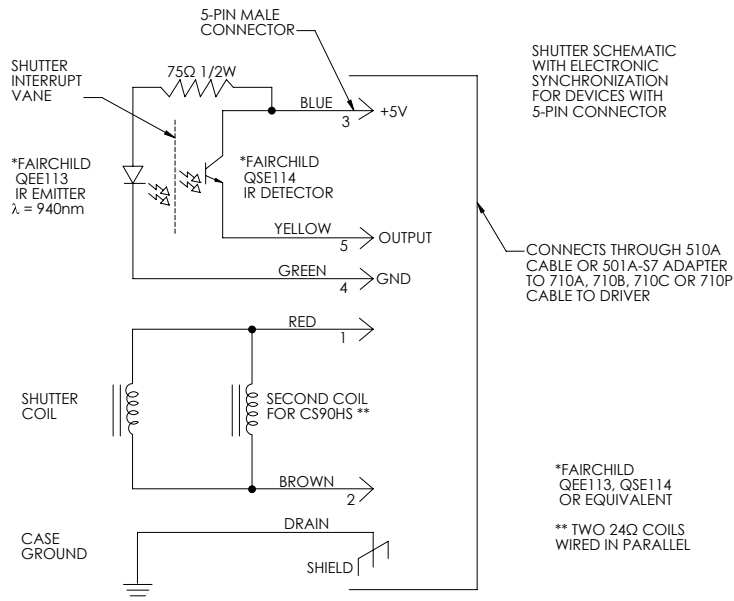 5-PIN MALE
CONNECTOR
SHUTTER SCHEMATIC
WITH ELECTRONIC
SYNCHRONIZATION
FOR DEVICES WITH
5-PIN CONNECTOR
SHUTTER
INTERRUPT
VANE
75Ω 1/2W
BLUE
3
+5V
*FAIRCHILD
QEE113
IR EMITTER
λ = 940nm
*FAIRCHILD
QSE114
IR DETECTOR
YELLOW
5
OUTPUT
GREEN
4
GND
CONNECTS THROUGH 510A
CABLE OR 501A-S7 ADAPTER
TO 710A, 710B, 710C OR 710P
CABLE TO DRIVER
RED
1
SHUTTER
COIL
SECOND COIL
FOR CS90HS **
BROWN
2
*FAIRCHILD
QEE113, QSE114
OR EQUIVALENT
** TWO 24Ω COILS
WIRED IN PARALLEL
DRAIN
CASE
GROUND
SHIELD